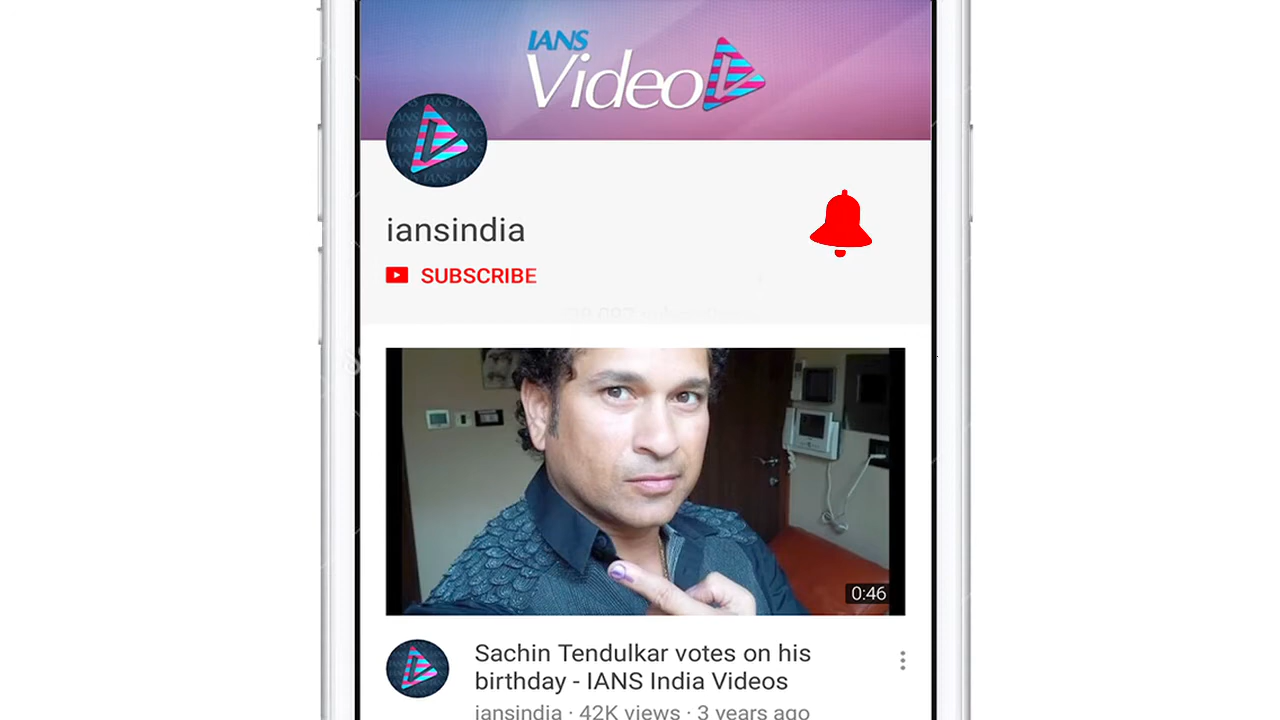 IANS
Video
iansindia
SUBSCRIBE
0:46
Sachin Tendulkar votes on his
birthday - IANS India Videos
iansindia · 42K views · 3 years ago